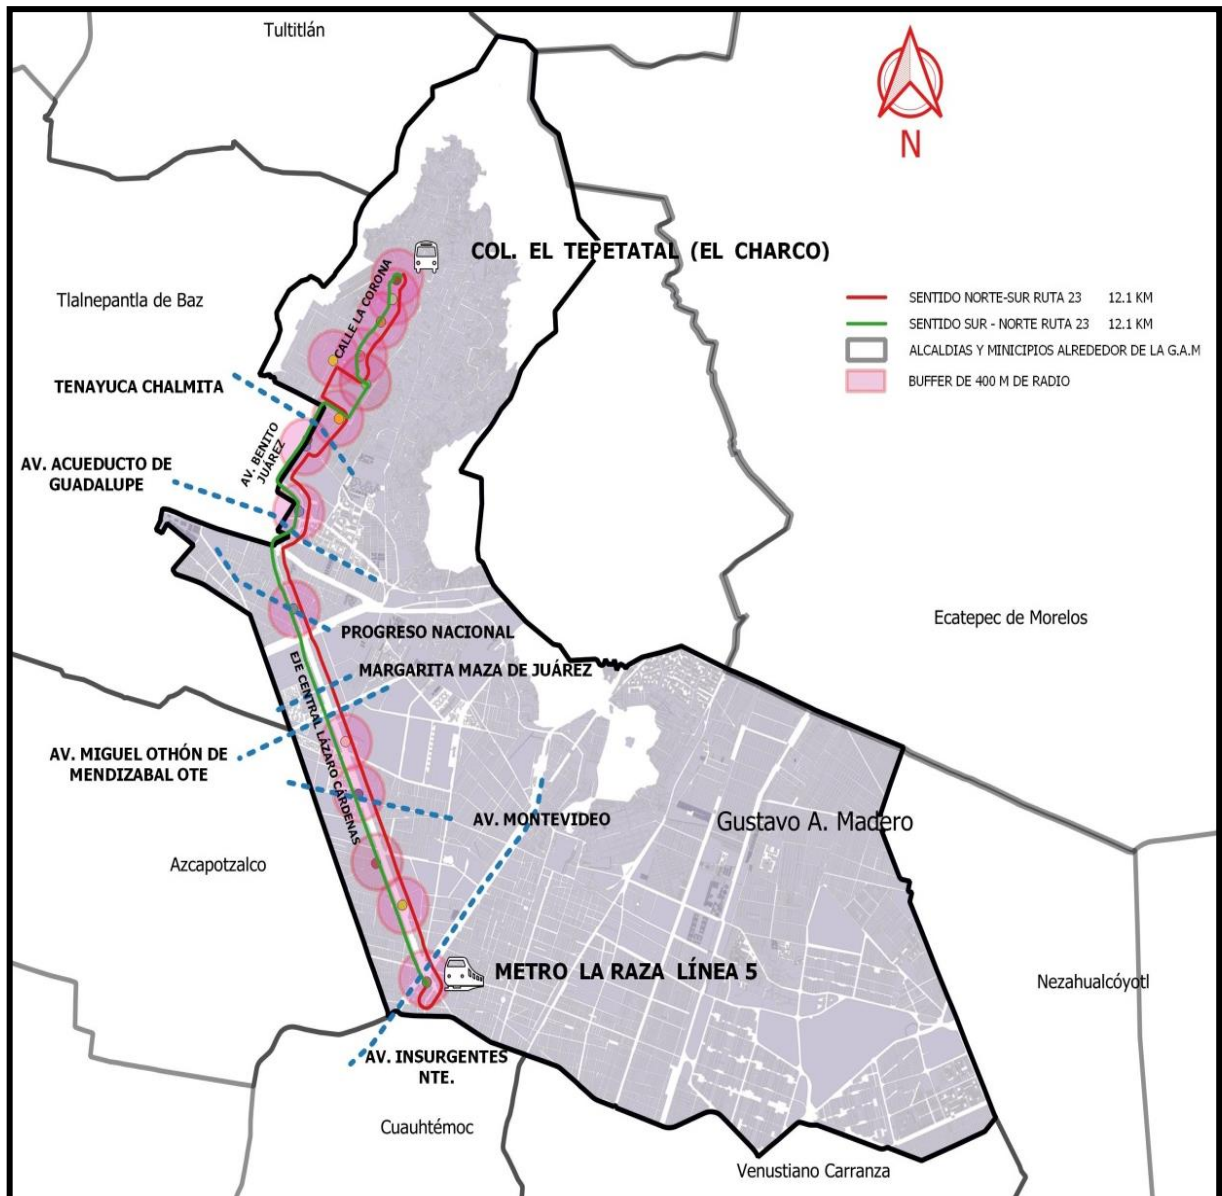 Tultitlán
N
COL. EL TEPETATAL (EL CHARCO)
CALLE LA CORONA
Tlalnepantla de Baz
SENTIDO NORTE-SUR RUTA 23 12.1 KM
SENTIDO SUR - NORTE RUTA 23 12.1 KM
ALCALDIAS Y MINICIPIOS ALREDEDOR DE LA G.A.M
BUFFER DE 400 M DE RADIO
TENAYUCA CHALMITA
AV. BENITO
JUÁREZ
AV. ACUEDUCTO DE
GUADALUPE
Ecatepec de Morelos
PROGRESO NACIONAL
MARGARITA MAZA DE JUÁREZ
EJE CENTRAL LÁZARO CÁRDENAS
AV. MIGUEL OTHÓN DE
MENDIZABAL OTE
AV. MONTEVIDEO
Gustavo A. Madero
Azcapotzalco
METRO LA RAZA LÍNEA 5
Nezahualcóyotl
AV. INSURGENTES
NTE.
Cuauhtémoc
Venustiano Carranza